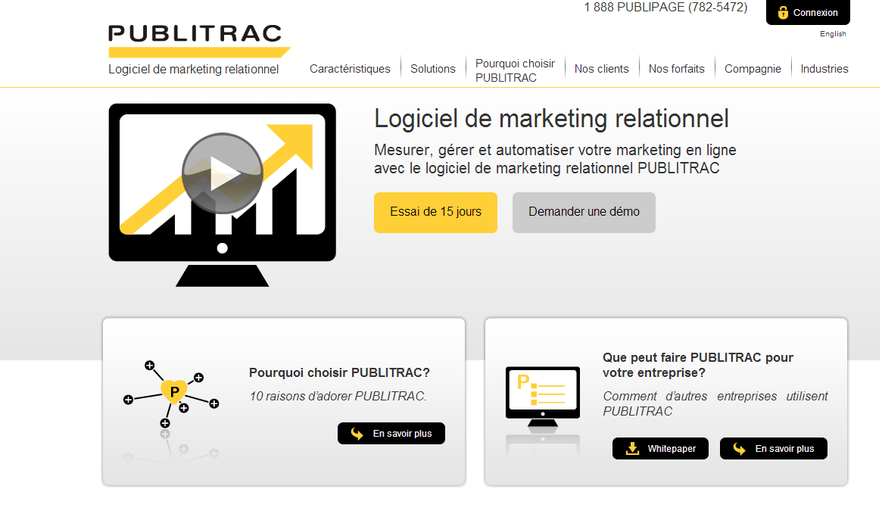 1 888 PUBLIPAGE (782-5472)
Connexion
English
PUBLITRAC
Logiciel de marketing relationnel
Caractéristiques
Solutions
Pourquoi choisir
PUBLITRAC
Nos clients
Nos forfaits
Compagnie
Industries
Logiciel de marketing relationnel
Mesurer, gérer et automatiser votre marketing en ligne
avec le logiciel de marketing relationnel PUBLITRAC
Essai de 15 jours
Demander une démo
P
Pourquoi choisir PUBLITRAC?
10 raisons d'adorer PUBLITRAC.
En savoir plus
P
Que peut faire PUBLITRAC pour
votre entreprise?
Comment d'autres entreprises utilisent
PUBLITRAC
Whitepaper
En savoir plus